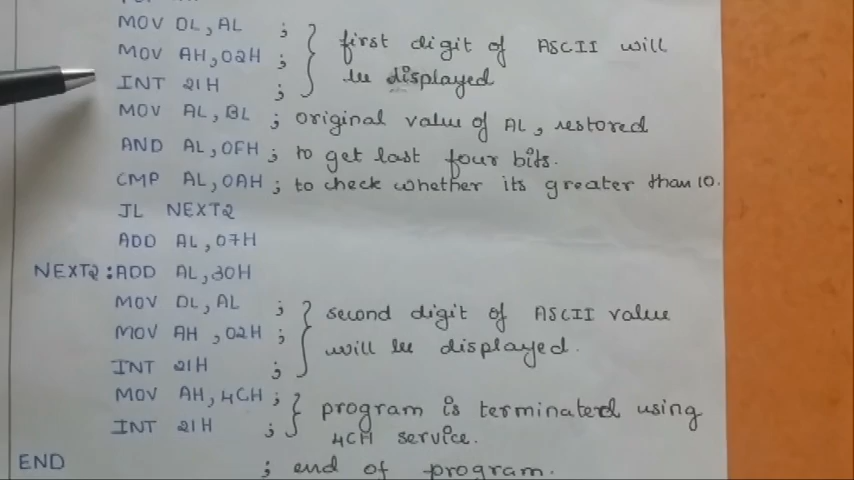 MOV DL, AL ; } first digit of ASCII will
MOV AH, 02H ; be displayed
INT 21H ;
MOV AL, BL ; original value of AL, restored
AND AL, 0FH ; to get last four bits.
CMP AL, 0AH ; to check whether its greater than 10.
JL NEXT2
ADD AL, 07H
NEXT2: ADD AL, 30H
MOV DL, AL ; } second digit of ASCII value
MOV AH, 02H ; will be displayed.
INT 21H ;
MOV AH, 4CH ; } program is terminated using
INT 21H ; 4CH service.
END ; end of program.